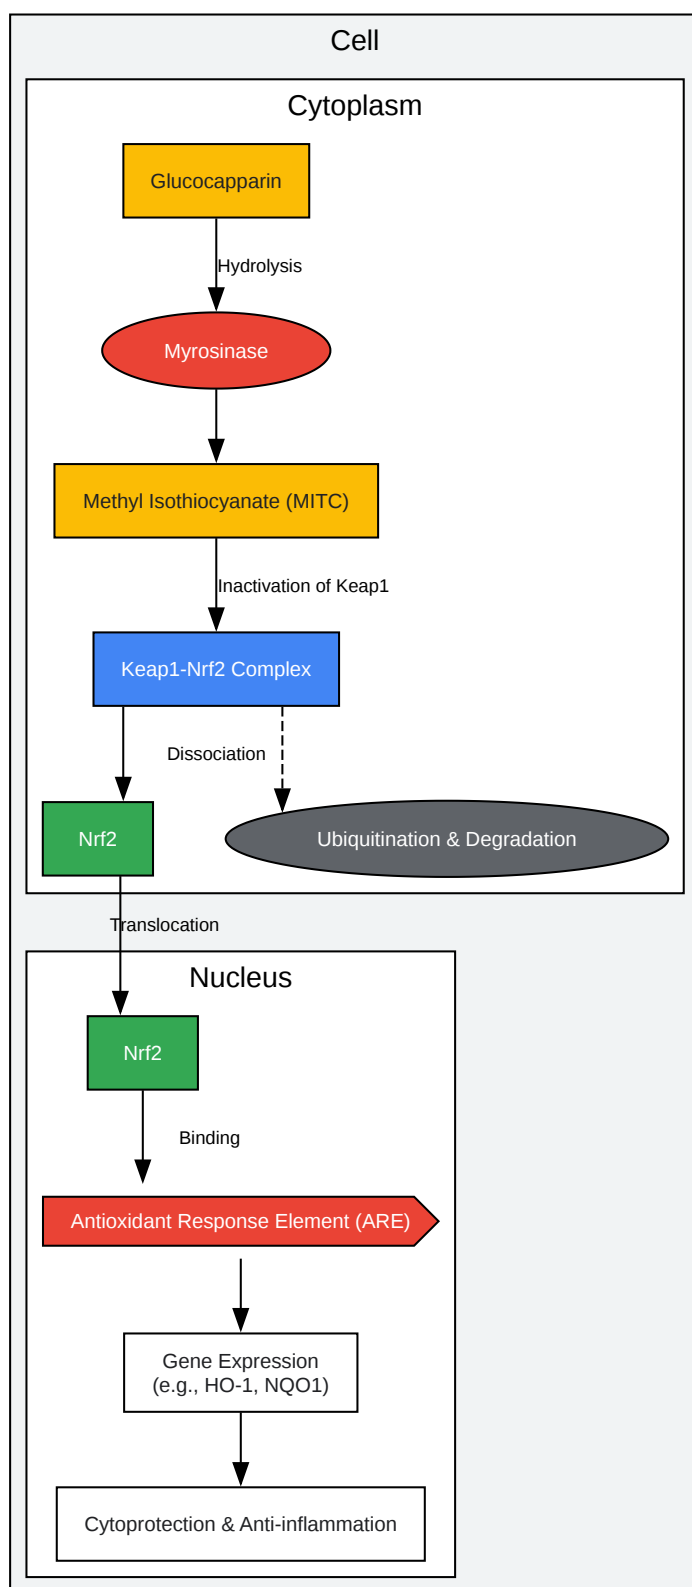 Cell
Cytoplasm
Glucocapparin
Hydrolysis
Myrosinase
Methyl Isothiocyanate (MITC)
Inactivation of Keap1
Keap1-Nrf2 Complex
Dissociation
Nrf2
Ubiquitination & Degradation
Translocation
Nucleus
Nrf2
Binding
Antioxidant Response Element (ARE)
Gene Expression
(e.g., HO-1, NQO1)
Cytoprotection & Anti-inflammation